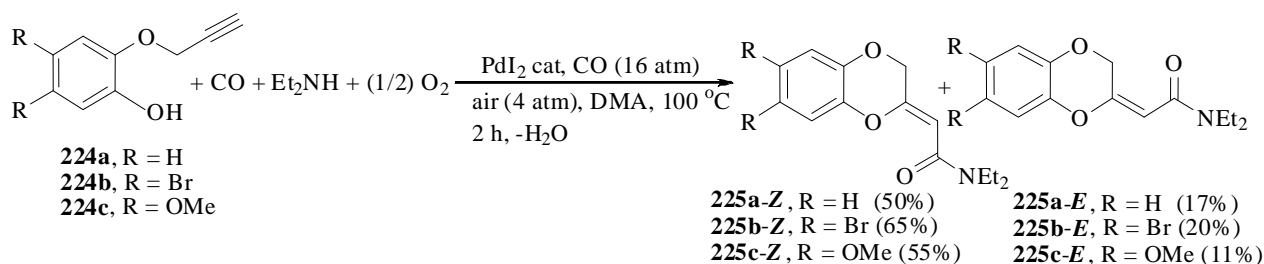 R
R
O
OH
+ CO + Et2NH + (1/2) O2
PdI2 cat, CO (16 atm)
air (4 atm), DMA, 100 oC
2 h, -H2O
R
R
O
O
O
NEt2
+
R
R
O
O
O
NEt2
224a, R = H
224b, R = Br
224c, R = OMe
225a-Z, R = H (50%)
225b-Z, R = Br (65%)
225c-Z, R = OMe (55%)
225a-E, R = H (17%)
225b-E, R = Br (20%)
225c-E, R = OMe (11%)